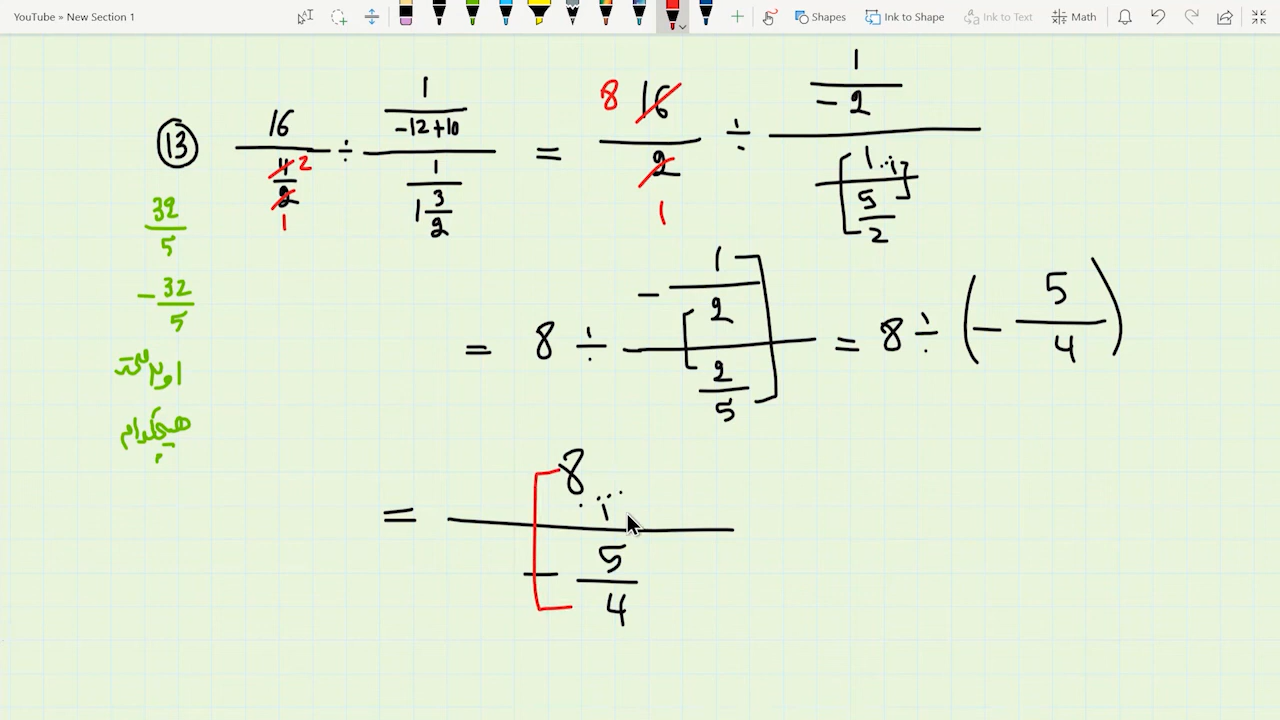 YouTube » New Section 1 Shapes Ink to Shape Ink to Text Math
13 16/((4/2)) ÷ (1/(-12+10))/(1/(1 3/2)) = 16/2 ÷ (1/(-2))/([1/(5/2)])
2 1 8 1
32/5
= 8 ÷ (-1/2)/(2/5) = 8 ÷ (- 5/4)
-32/5
هیچکدام
= 8/(- 5/4)